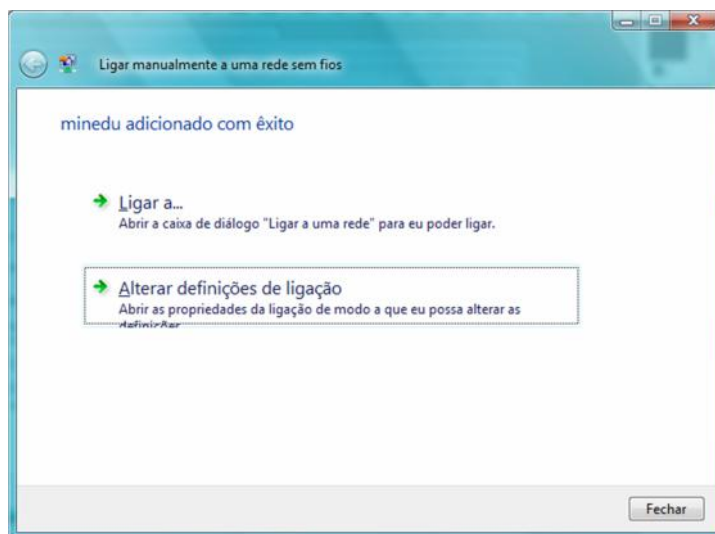 Ligar manualmente a uma rede sem fios
minedu adicionado com êxito
Ligar a...
Abrir a caixa de diálogo "Ligar a uma rede" para eu poder ligar.
Alterar definições de ligação
Abrir as propriedades da ligação de modo a que eu possa alterar as
definições.
Fechar